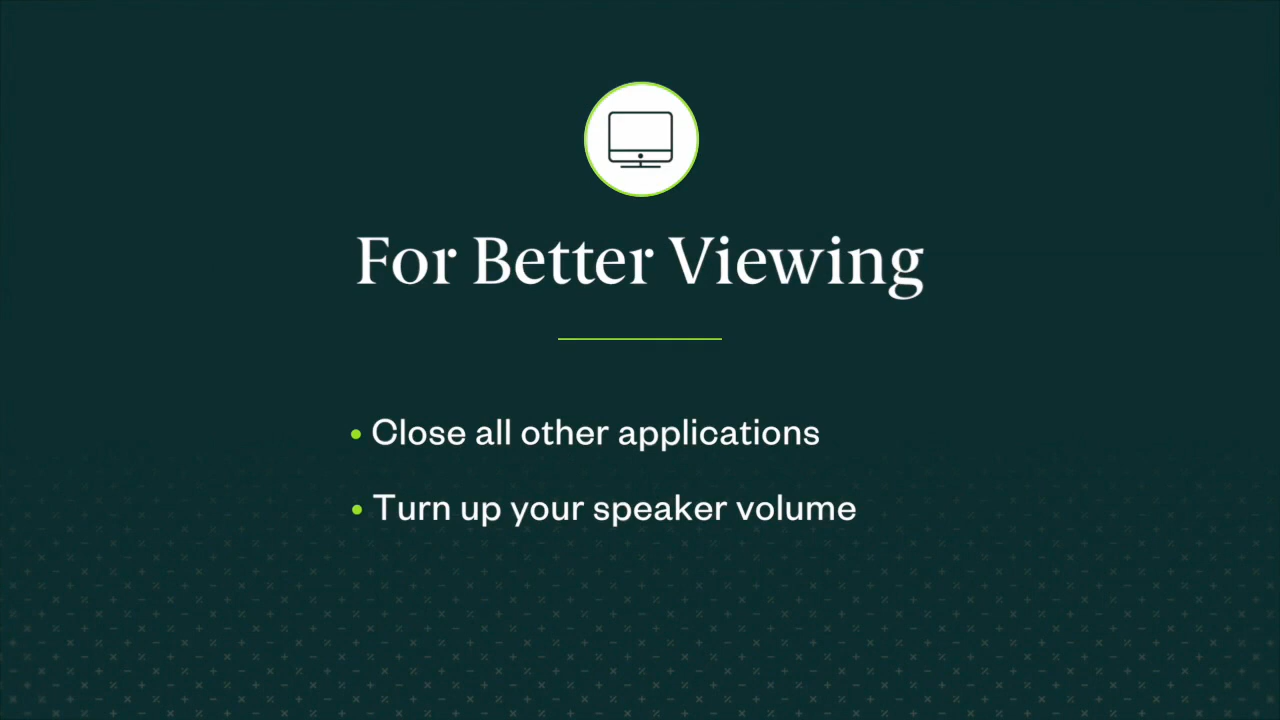 For Better Viewing
• Close all other applications
• Turn up your speaker volume